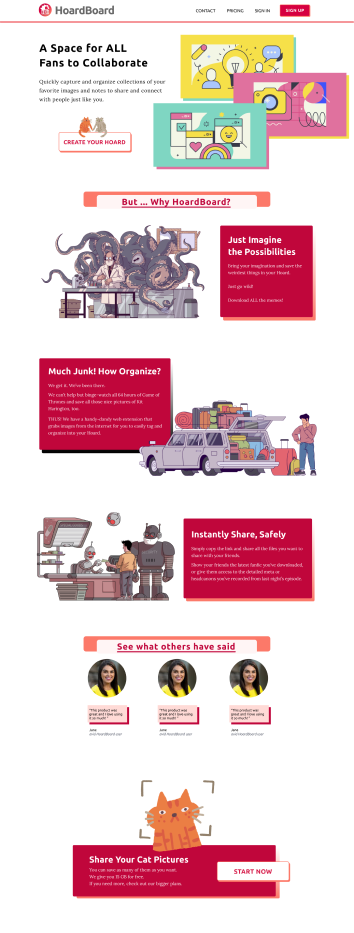 HoardBoard
CONTACT PRICING SIGN IN SIGN UP
A Space for ALL
Fans to Collaborate
Quickly capture and organize collections of your
favorite images and notes to share and connect
with people just like you.
CREATE YOUR HOARD
But ... Why HoardBoard?
Just Imagine
the Possibilities
Bring your imagination and save the
weirdest things in your Hoard.
Just go wild!
Download ALL the memes!
Much Junk! How Organize?
We get it. We've been there.
We can't help but binge-watch all 64 hours of Game of
Thrones and save all those nice pictures of Kit
Harington, too.
THUS! We have a handy-dandy web extension that
grabs images from the internet for you to easily tag and
organize into your Hoard.
Instantly Share, Safely
Simply copy the link and share all the files you want to
share with your friends.
Show your friends the latest fanfic you've downloaded,
or give them access to the detailed meta or
headcanons you've recorded from last night's episode.
See what others have said
"This product was
great and I love using
it so much! "
Jane
avid HoardBoard user
"This product was
great and I love using
it so much! "
Jane
avid HoardBoard user
"This product was
great and I love using
it so much! "
Jane
avid HoardBoard user
Share Your Cat Pictures
You can save as many of them as you want.
We give you 15 GB for free.
If you need more, check out our bigger plans.
START NOW